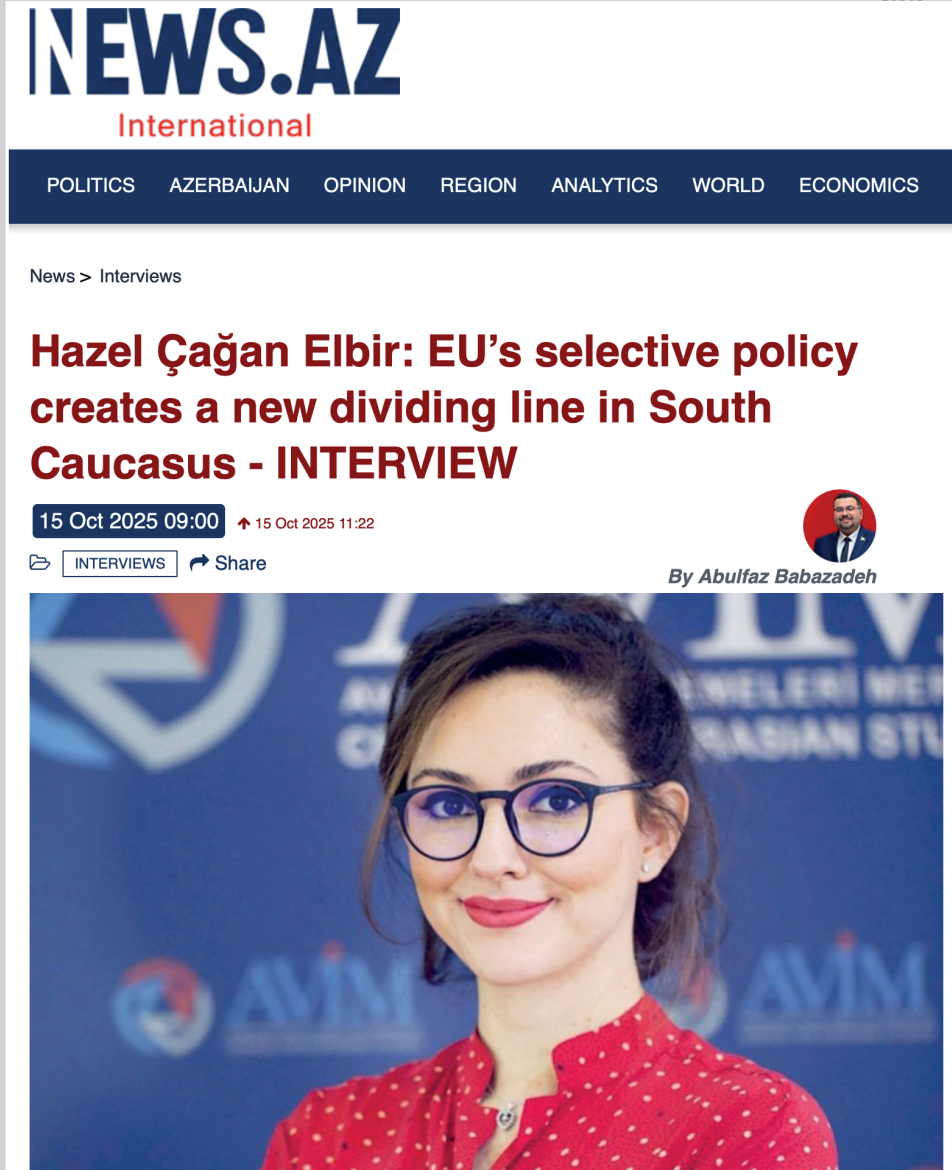 NEWS.AZ
International
POLITICS AZERBAIJAN OPINION REGION ANALYTICS WORLD ECONOMICS
News > Interviews
Hazel Çağan Elbir: EU’s selective policy
creates a new dividing line in South
Caucasus - INTERVIEW
15 Oct 2025 09:00 15 Oct 2025 11:22
INTERVIEWS Share
By Abulfaz Babazadeh
AVİM AVİM